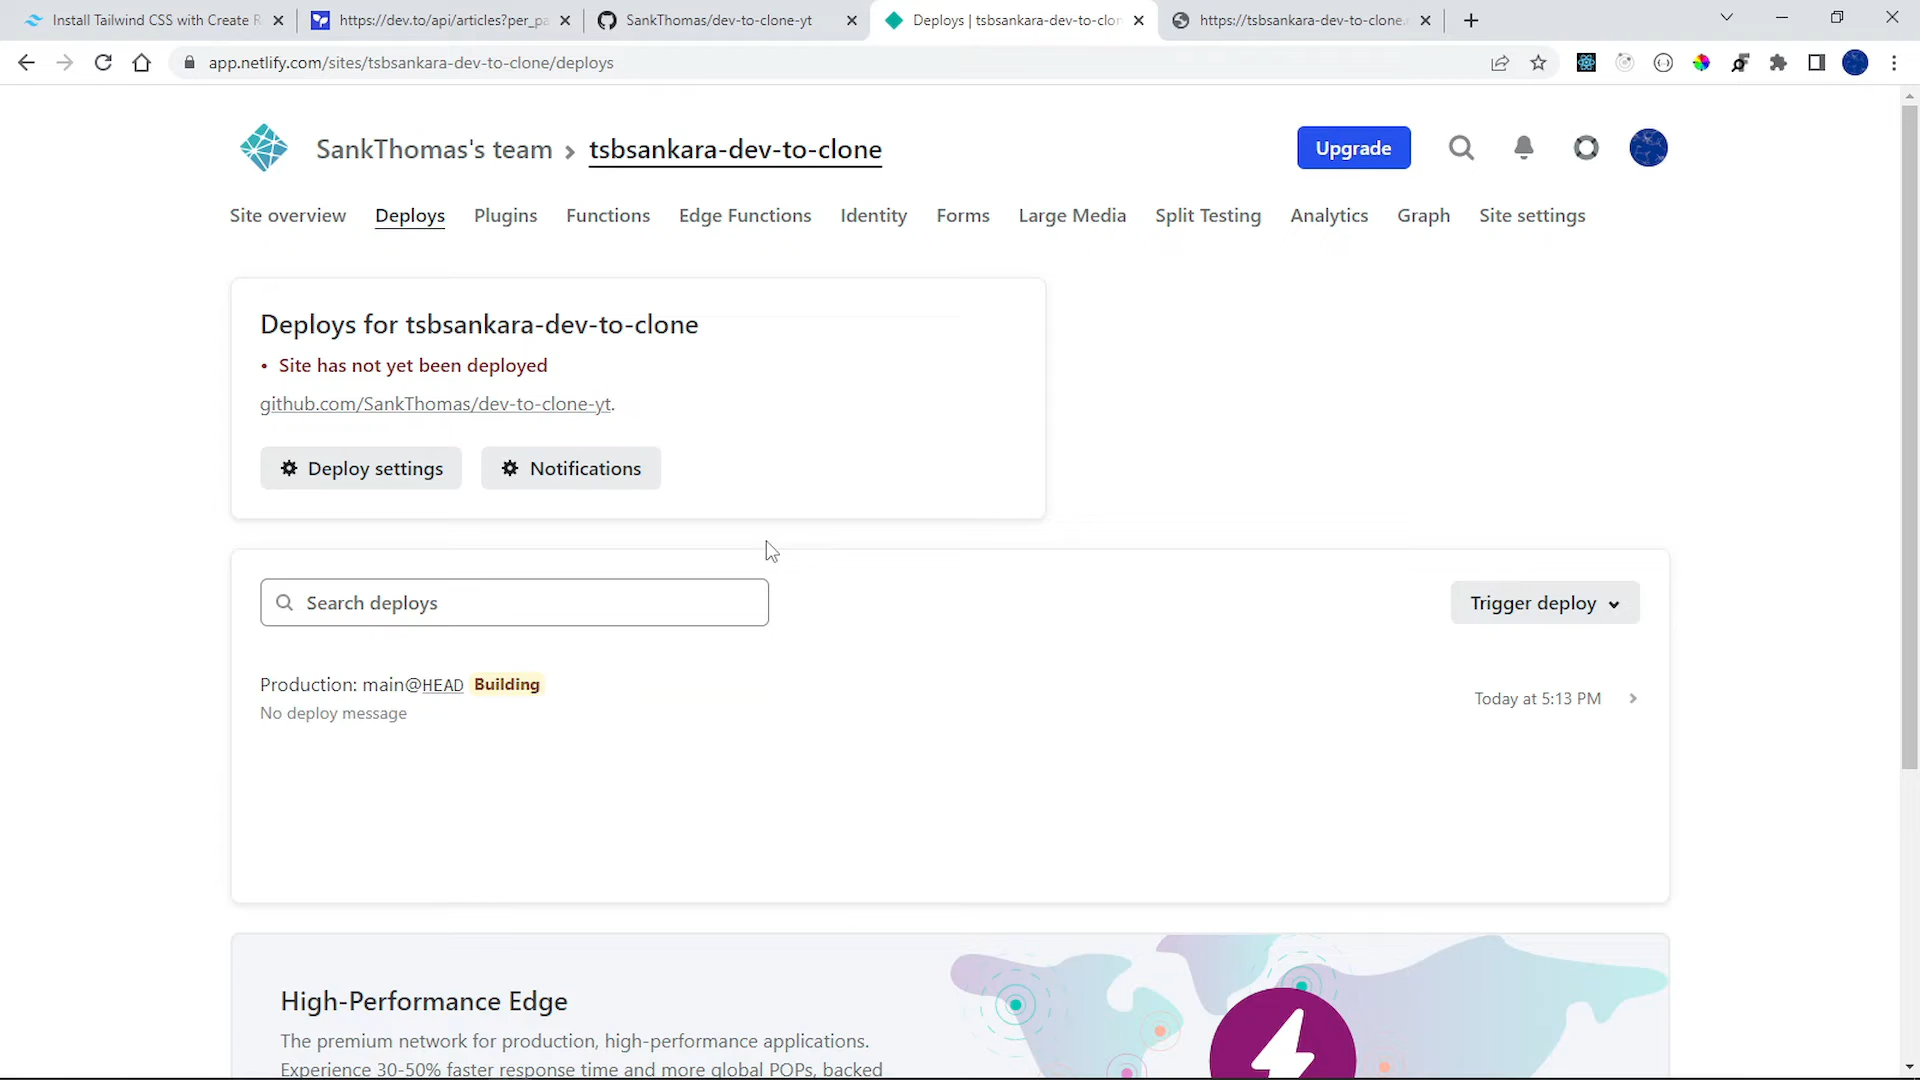 Install Tailwind CSS with Create R
https://dev.to/api/articles?per_pa
SankThomas/dev-to-clone-yt
Deploys | tsbsankara-dev-to-clon
https://tsbsankara-dev-to-clone.
app.netlify.com/sites/tsbsankara-dev-to-clone/deploys
SankThomas's team > tsbsankara-dev-to-clone
Upgrade
Site overview Deploys Plugins Functions Edge Functions Identity Forms Large Media Split Testing Analytics Graph Site settings
Deploys for tsbsankara-dev-to-clone
• Site has not yet been deployed
github.com/SankThomas/dev-to-clone-yt.
Deploy settings Notifications
Search deploys
Trigger deploy
Production: main@HEAD Building
No deploy message
Today at 5:13 PM
High-Performance Edge
The premium network for production, high-performance applications.
Experience 30-50% faster response time and more global POPs, backed